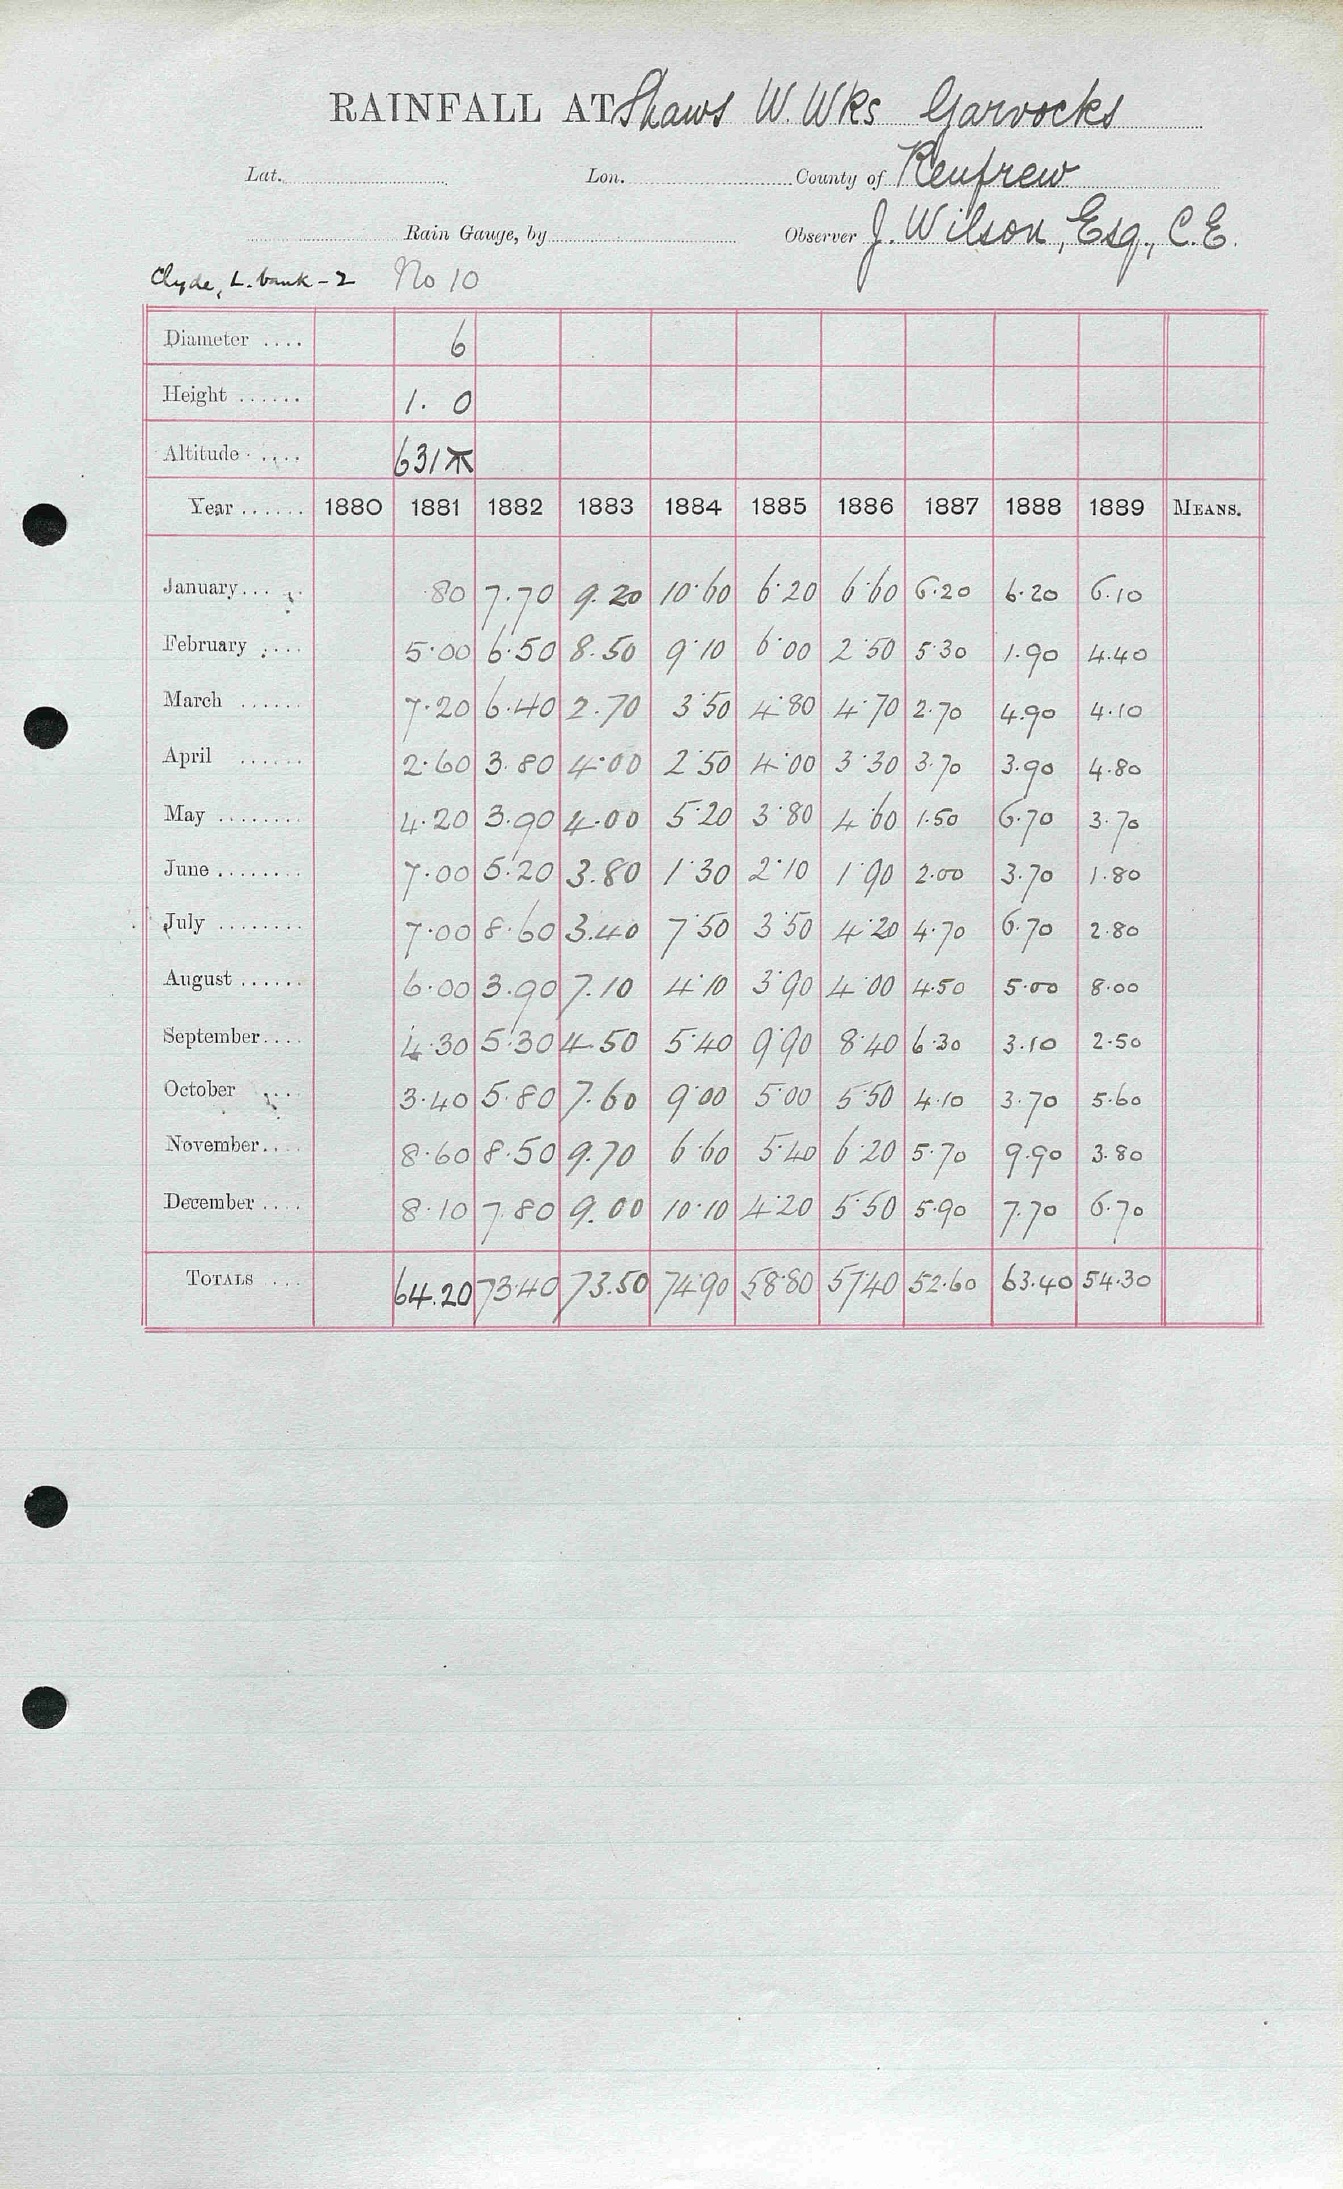 RAINFALL AT Shaws W. Wks Garvocks
Lat. Lon. County of Renfrew
Rain Gauge, by Observer J. Wilson, Esq., C.E.
Clyde, L. bank - 2 No 10
Diameter .... 6
Height ...... 1. 0
Altitude .... 631
Year ...... 1880 1881 1882 1883 1884 1885 1886 1887 1888 1889 MEANS.
January.... ·80 7·70 9.20 10·60 6·20 6·60 6·20 6·20 6·10
February .... 5·00 6·50 8·50 9·10 6·00 2·50 5·30 1·90 4·40
March ...... 7·20 6·40 2·70 3·50 4·80 4·70 2·70 4·90 4·10
April ...... 2·60 3·80 4·00 2·50 4·00 3·30 3·70 3·90 4·80
May ........ 4·20 3·90 4·00 5·20 3·80 4·60 1·50 6·70 3·70
June ........ 7·00 5·20 3.80 1·30 2·10 1·90 2·00 3·70 1·80
July ........ 7·00 8·60 3.40 7·50 3·50 4·20 4·70 6·70 2·80
August ...... 6·00 3·90 7.10 4·10 3·90 4·00 4·50 5·00 8·00
September.... 4·30 5·30 4.50 5·40 9·90 8·40 6·30 3·10 2·50
October .... 3·40 5·80 7.60 9·00 5·00 5·50 4·10 3·70 5·60
November.... 8·60 8·50 9.70 6·60 5·40 6·20 5·70 9·90 3·80
December .... 8·10 7·80 9.00 10·10 4·20 5·50 5·90 7·70 6·70
TOTALS ... 64.20 73·40 73.50 74·90 58·80 57·40 52·60 63·40 54·30